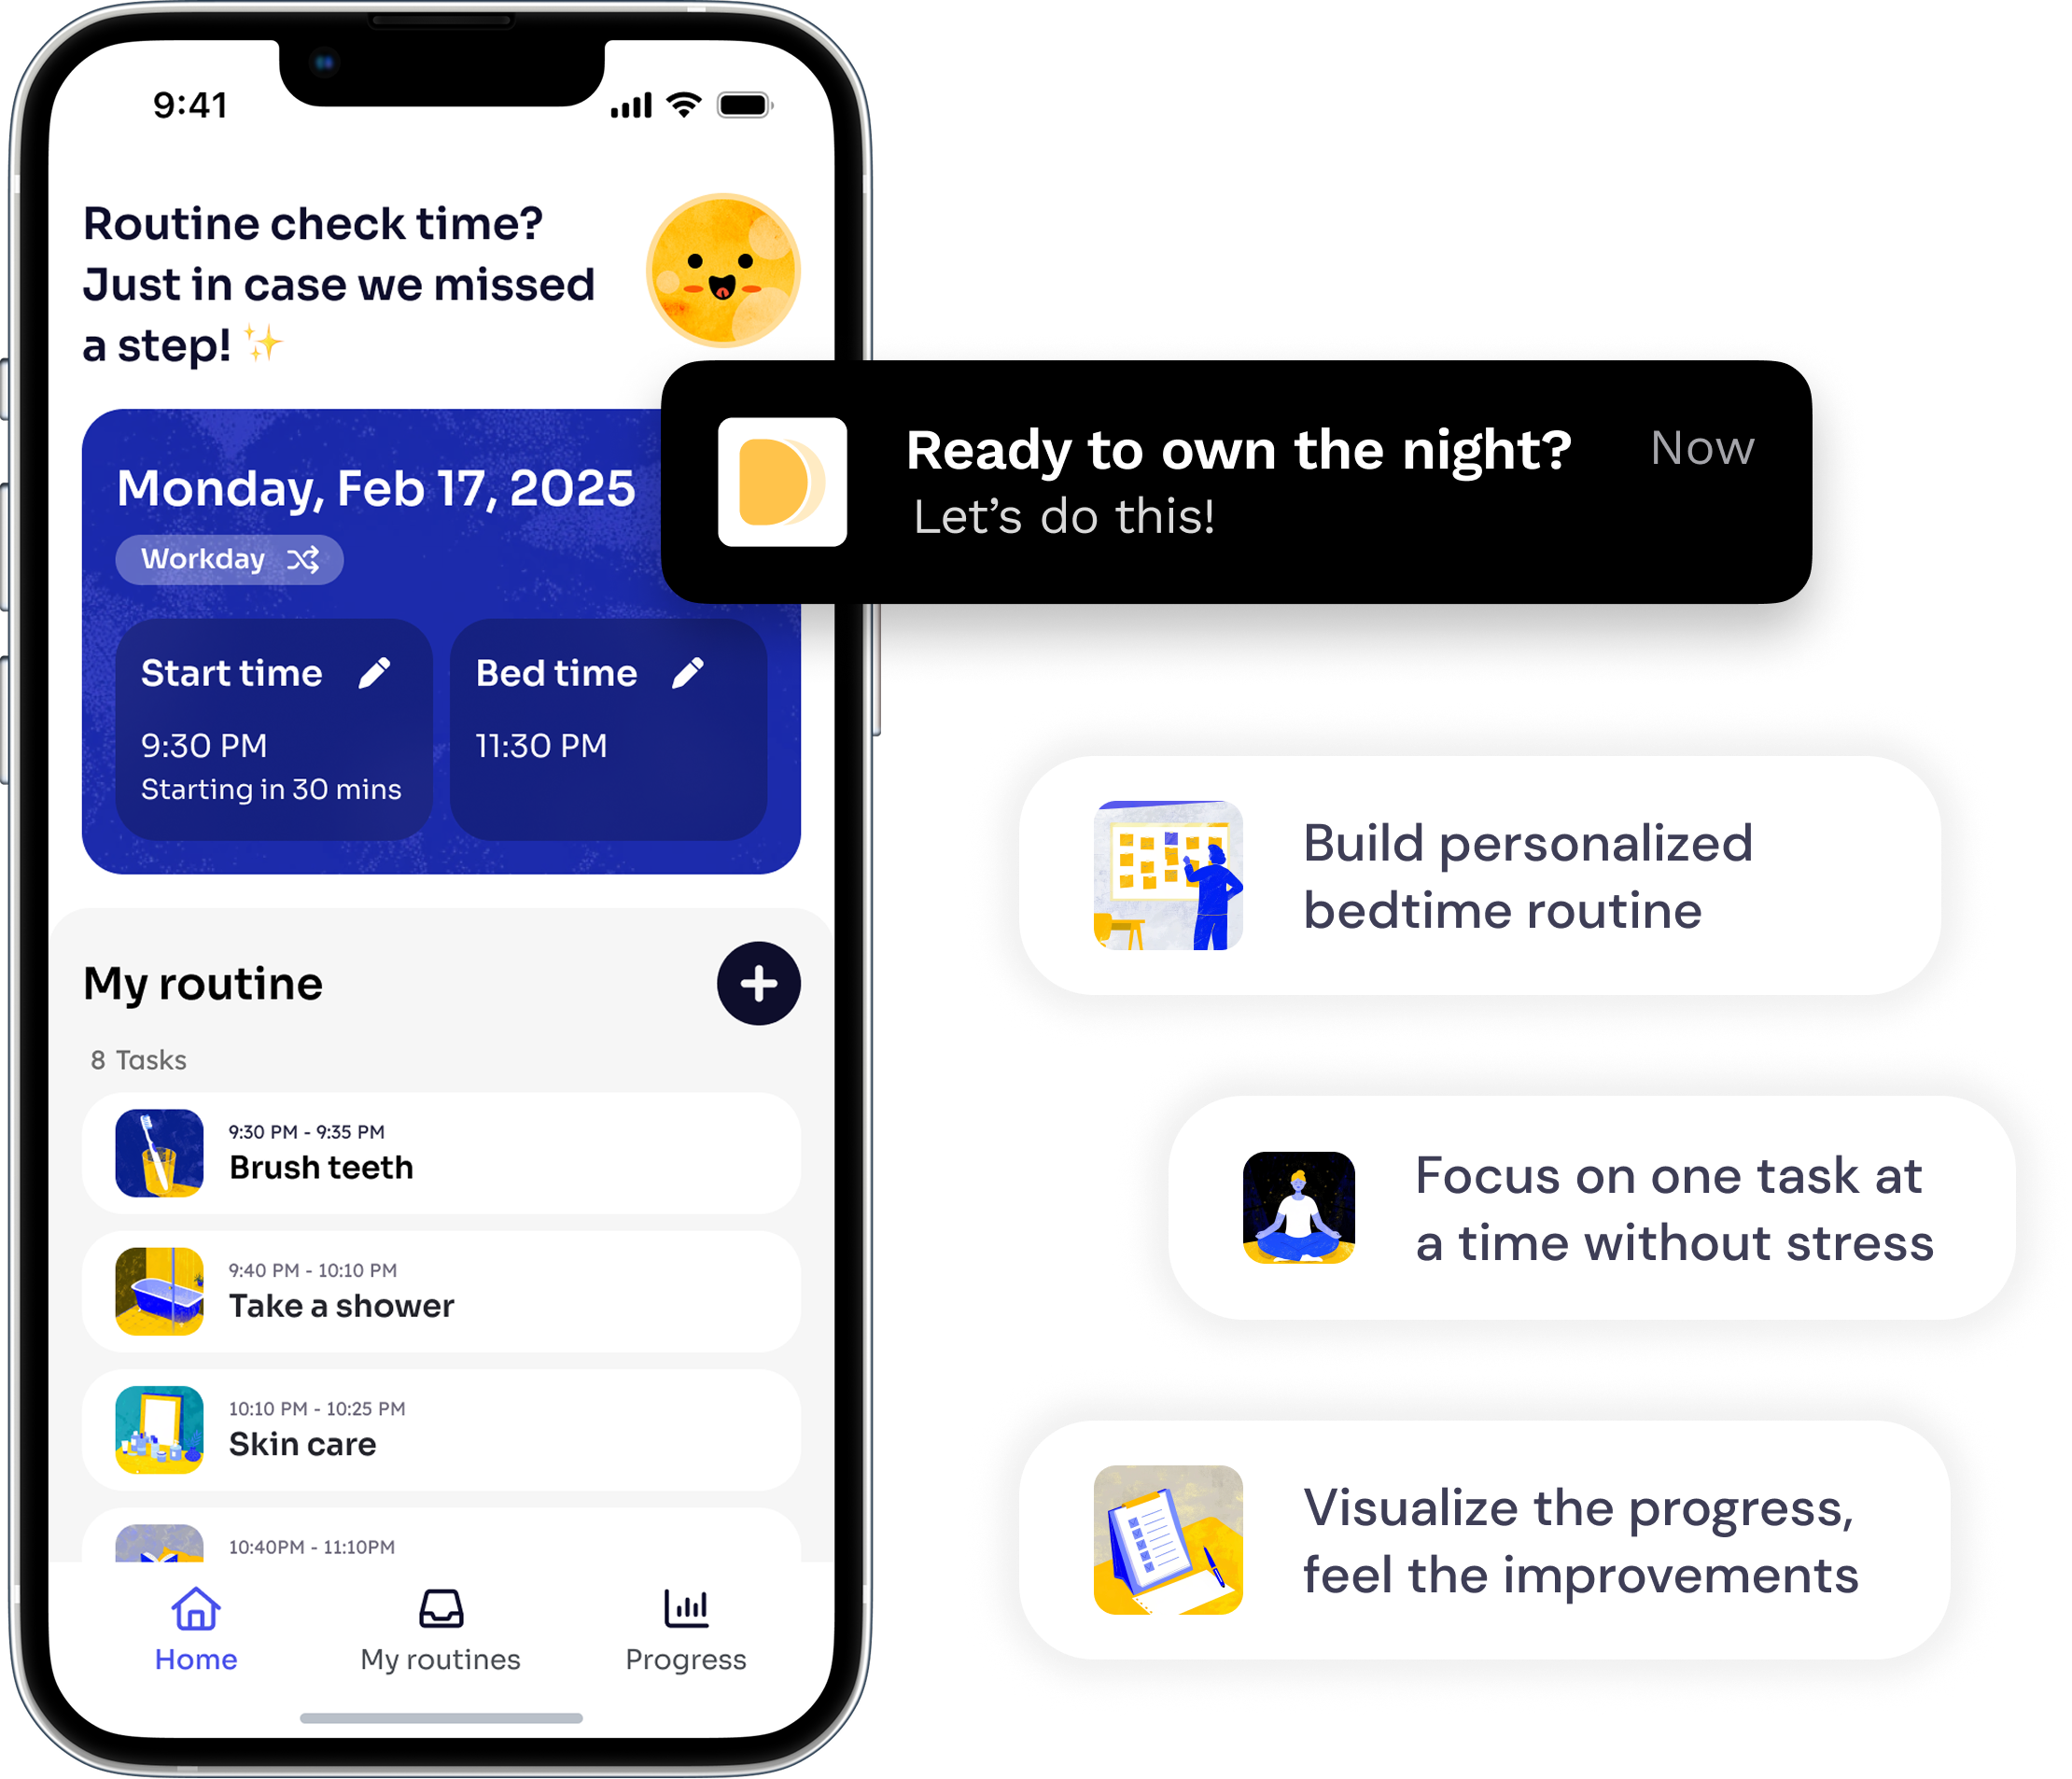 9:41
Routine check time?
Just in case we missed
a step! ✨
Monday, Feb 17, 2025
Workday
Start time
9:30 PM
Starting in 30 mins
Bed time
11:30 PM
Ready to own the night?
Now
Let’s do this!
My routine
8 Tasks
9:30 PM - 9:35 PM
Brush teeth
9:40 PM - 10:10 PM
Take a shower
10:10 PM - 10:25 PM
Skin care
10:40PM - 11:10PM
Home
My routines
Progress
Build personalized
bedtime routine
Focus on one task at
a time without stress
Visualize the progress,
feel the improvements